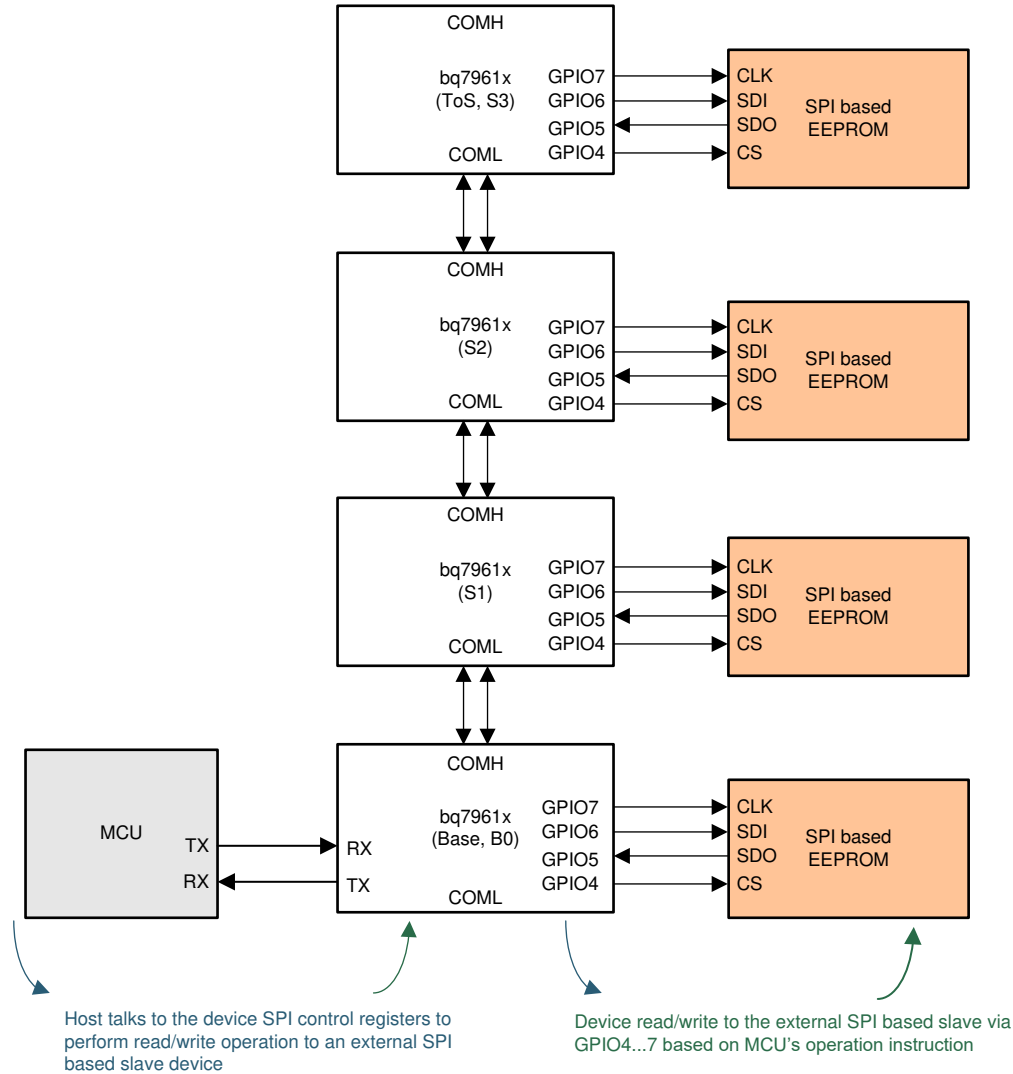 COMH
bq7961x
(ToS, S3)
COML
GPIO7
GPIO6
GPIO5
GPIO4
CLK
SDI
SDO
CS
SPI based
EEPROM
COMH
bq7961x
(S2)
COML
GPIO7
GPIO6
GPIO5
GPIO4
CLK
SDI
SDO
CS
SPI based
EEPROM
COMH
bq7961x
(S1)
COML
GPIO7
GPIO6
GPIO5
GPIO4
CLK
SDI
SDO
CS
SPI based
EEPROM
MCU
TX
RX
RX
TX
COMH
bq7961x
(Base, B0)
COML
GPIO7
GPIO6
GPIO5
GPIO4
CLK
SDI
SDO
CS
SPI based
EEPROM
Host talks to the device SPI control registers to
perform read/write operation to an external SPI
based slave device
Device read/write to the external SPI based slave via
GPIO4...7 based on MCU's operation instruction